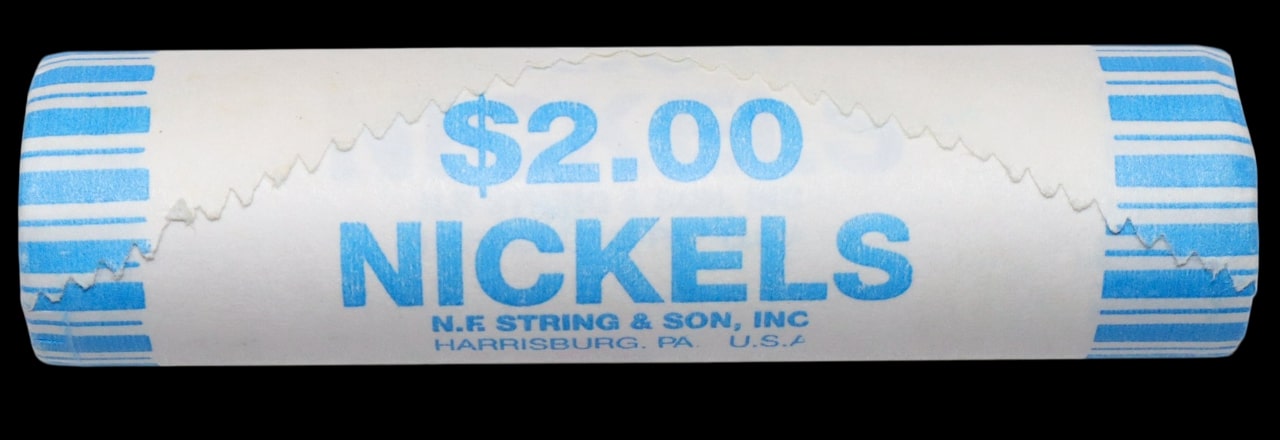 $2.00
NICKELS
N.F. STRING & SON, INC
HARRISBURG. PA. U.S.A